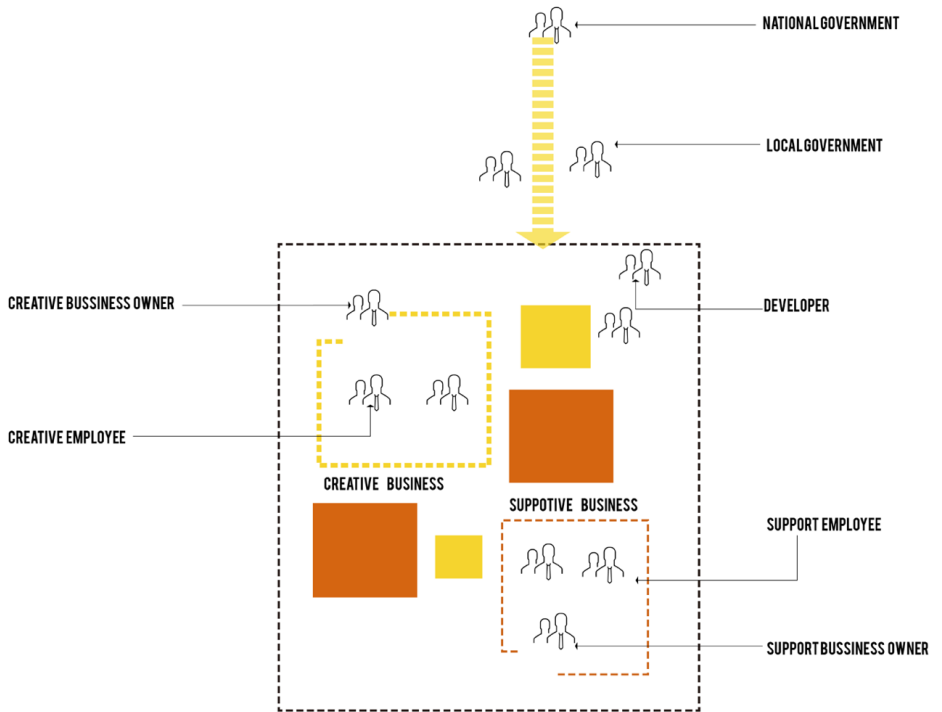 NATIONAL GOVERNMENT
LOCAL GOVERNMENT
CREATIVE BUSSINESS OWNER
DEVELOPER
CREATIVE EMPLOYEE
CREATIVE BUSINESS
SUPPOTIVE BUSINESS
SUPPORT EMPLOYEE
SUPPORT BUSSINESS OWNER